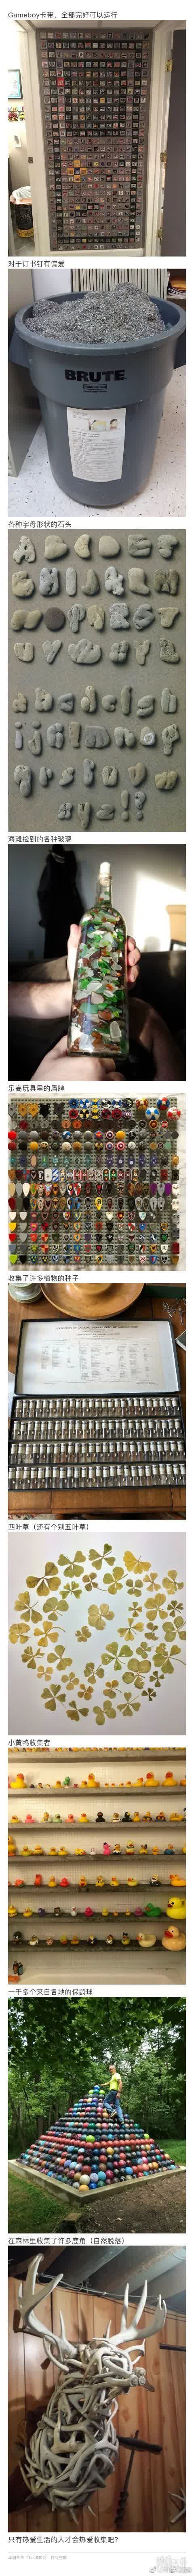 Gameboy卡带，全部完好可以运行
对于订书钉有偏爱
BRUTE
各种字母形状的石头
海滩捡到的各种玻璃
乐高玩具里的盾牌
收集了许多植物的种子
四叶草（还有个别五叶草）
小黄鸭收集者
一千多个来自各地的保龄球
在森林里收集了许多鹿角（自然脱落）
只有热爱生活的人才会热爱收集吧?